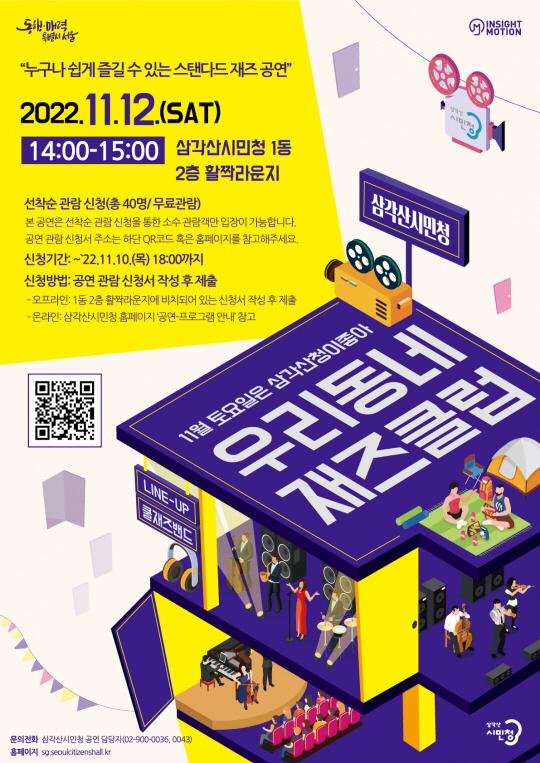 동행·매력
특별시 서울
INSIGHT
MOTION
"누구나 쉽게 즐길 수 있는 스탠다드 재즈 공연"
2022.11.12.(SAT)
14:00-15:00
삼각산시민청 1동
2층 활짝라운지
선착순 관람 신청(총 40명/ 무료관람)
본 공연은 선착순 관람 신청을 통한 소수 관람객만 입장이 가능합니다.
공연 관람 신청서 주소는 하단 QR코드 혹은 홈페이지를 참고해주세요.
신청기간: ~`22.11.10.(목) 18:00까지
신청방법: 공연 관람 신청서 작성 후 제출
- 오프라인: 1동 2층 활짝라운지에 비치되어 있는 신청서 작성 후 제출
- 온라인: 삼각산시민청 홈페이지 '공연-프로그램 안내' 참고
삼각산
시민청
삼각산시민청
11월 토요일은 삼각산청이좋아
우리동네
재즈클럽
LINE-UP
쿨재즈밴드
문의전화 삼각산시민청 공연 담당자(02-900-0036, 0043)
홈페이지 sg.seoulcitizenshall.kr
삼각산
시민청